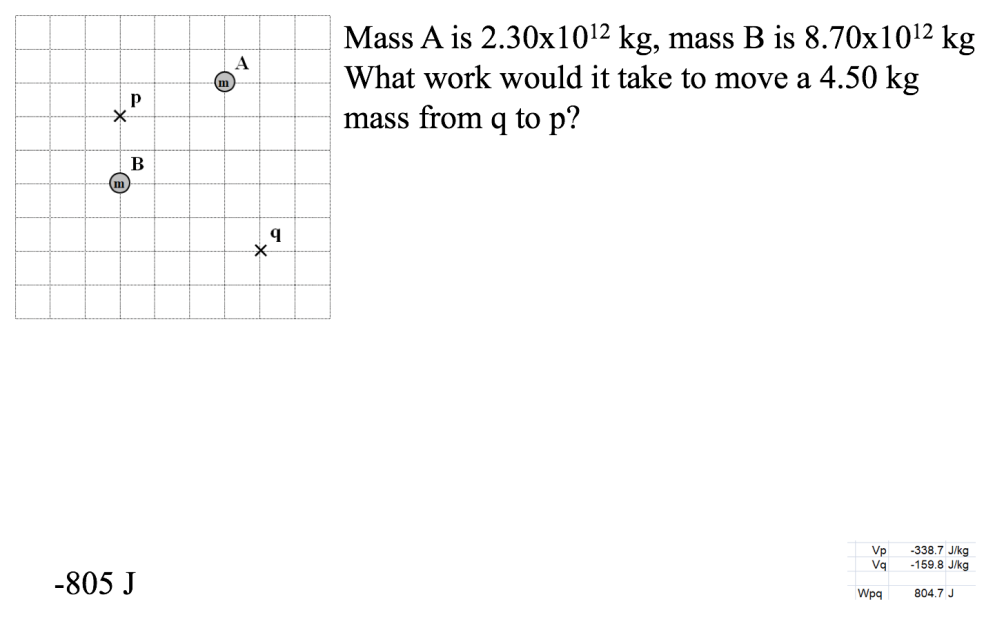 A
m
p
B
m
q
Mass A is 2.30x10¹² kg, mass B is 8.70x10¹² kg
What work would it take to move a 4.50 kg
mass from q to p?
-805 J
Vp -338.7 J/kg
Vq -159.8 J/kg
Wpq 804.7 J